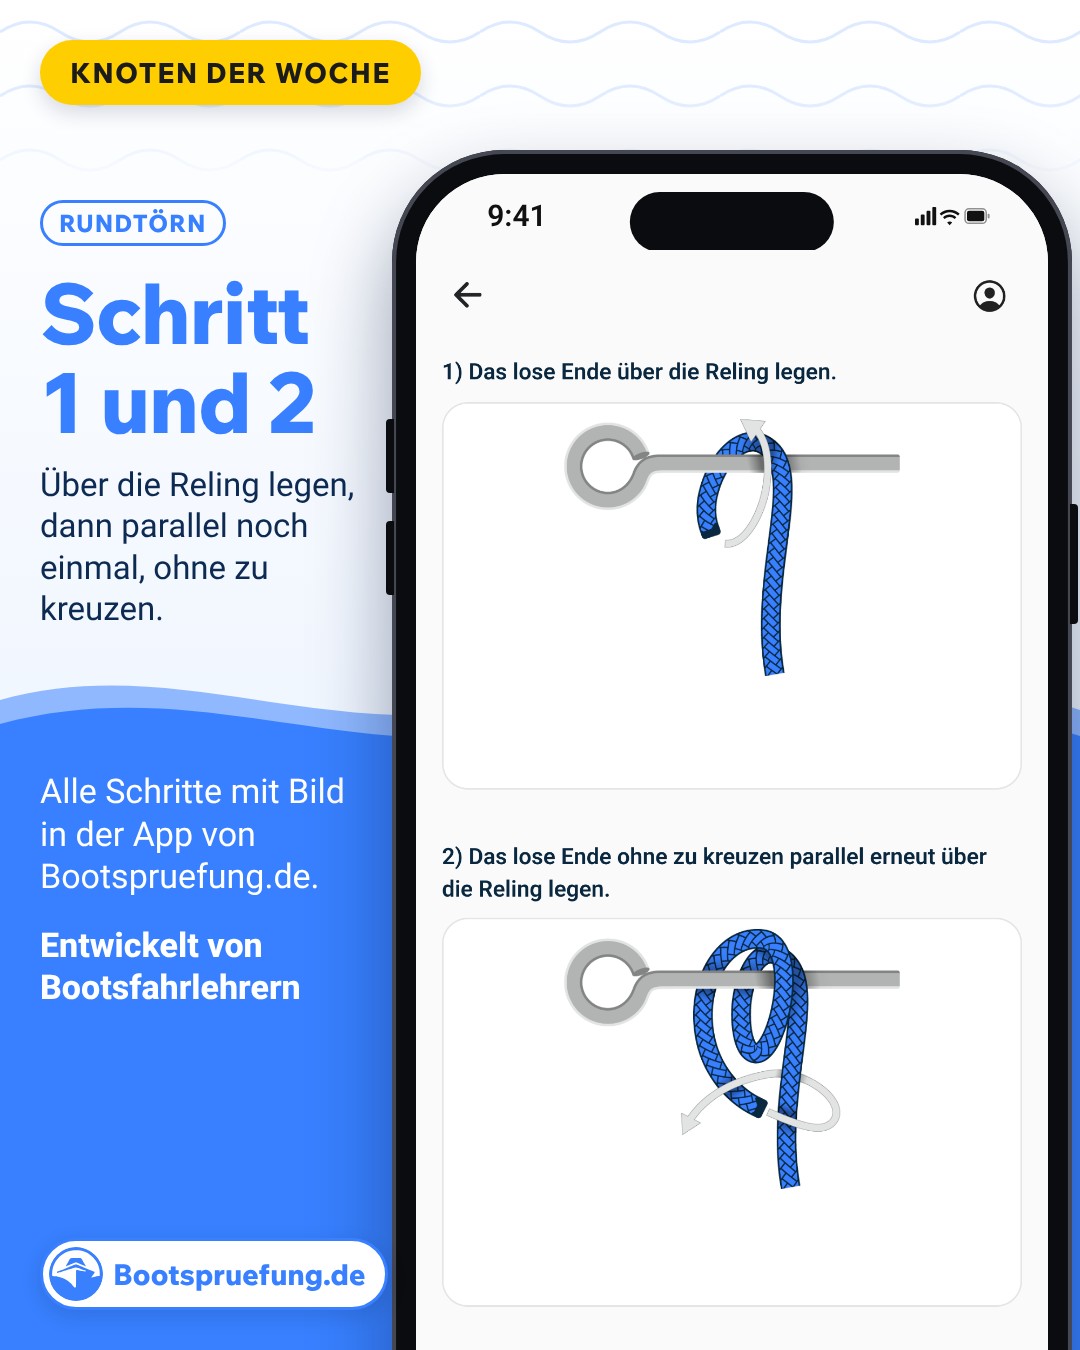 KNOTEN DER WOCHE
RUNDTÖRN
Schritt
1 und 2
Über die Reling legen,
dann parallel noch
einmal, ohne zu
kreuzen.
Alle Schritte mit Bild
in der App von
Bootspruefung.de.
Entwickelt von
Bootsfahrlehrern
Bootspruefung.de
9:41
1) Das lose Ende über die Reling legen.
2) Das lose Ende ohne zu kreuzen parallel erneut über
die Reling legen.